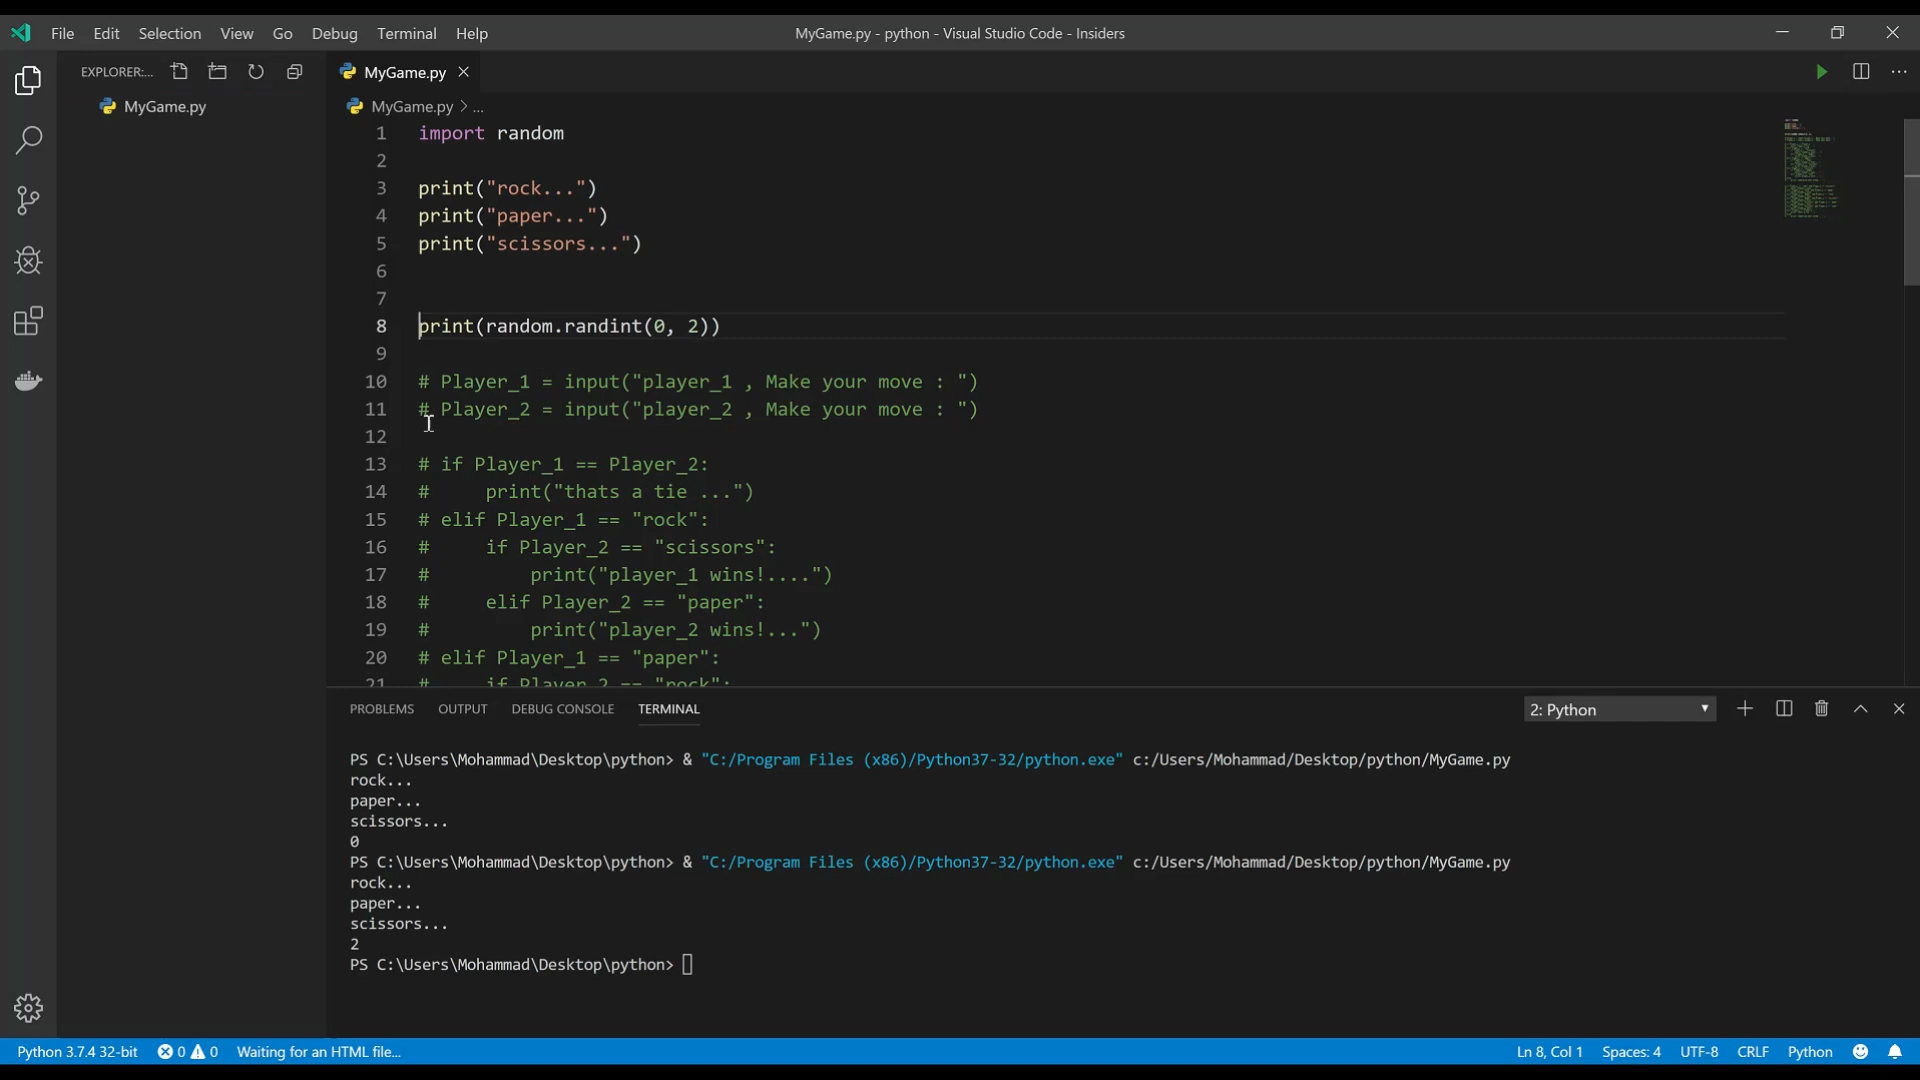 File Edit Selection View Go Debug Terminal Help
MyGame.py - python - Visual Studio Code - Insiders
EXPLORER:...
MyGame.py
MyGame.py
MyGame.py > ...
1 import random
2
3 print("rock...")
4 print("paper...")
5 print("scissors...")
6
7
8 print(random.randint(0, 2))
9
10 # Player_1 = input("player_1 , Make your move : ")
11 # Player_2 = input("player_2 , Make your move : ")
12
13 # if Player_1 == Player_2:
14 #     print("thats a tie ...")
15 # elif Player_1 == "rock":
16 #     if Player_2 == "scissors":
17 #         print("player_1 wins!....")
18 #     elif Player_2 == "paper":
19 #         print("player_2 wins!...")
20 # elif Player_1 == "paper":
21 #     if Player_2 == "rock":
PROBLEMS OUTPUT DEBUG CONSOLE TERMINAL
2: Python
PS C:\Users\Mohammad\Desktop\python> & "C:/Program Files (x86)/Python37-32/python.exe" c:/Users/Mohammad/Desktop/python/MyGame.py
rock...
paper...
scissors...
0
PS C:\Users\Mohammad\Desktop\python> & "C:/Program Files (x86)/Python37-32/python.exe" c:/Users/Mohammad/Desktop/python/MyGame.py
rock...
paper...
scissors...
2
PS C:\Users\Mohammad\Desktop\python>
Python 3.7.4 32-bit 0 0 Waiting for an HTML file... Ln 8, Col 1 Spaces: 4 UTF-8 CRLF Python